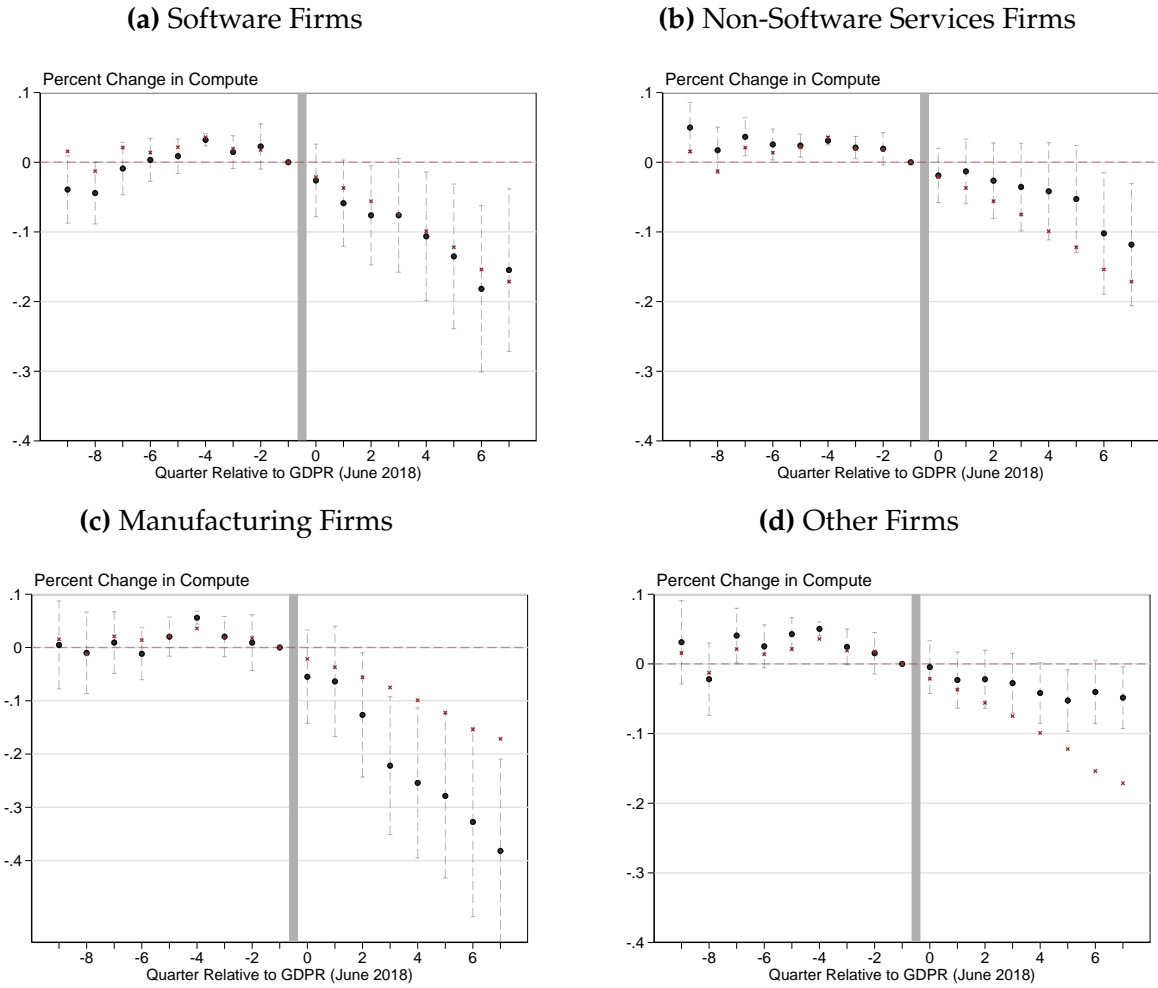 (a) Software Firms
Percent Change in Compute
.1
0
-.1
-.2
-.3
-.4
-8 -6 -4 -2 0 2 4 6
Quarter Relative to GDPR (June 2018)
(b) Non-Software Services Firms
Percent Change in Compute
.1
0
-.1
-.2
-.3
-.4
-8 -6 -4 -2 0 2 4 6
Quarter Relative to GDPR (June 2018)
(c) Manufacturing Firms
Percent Change in Compute
.1
0
-.1
-.2
-.3
-.4
-8 -6 -4 -2 0 2 4 6
Quarter Relative to GDPR (June 2018)
(d) Other Firms
Percent Change in Compute
.1
0
-.1
-.2
-.3
-.4
-8 -6 -4 -2 0 2 4 6
Quarter Relative to GDPR (June 2018)